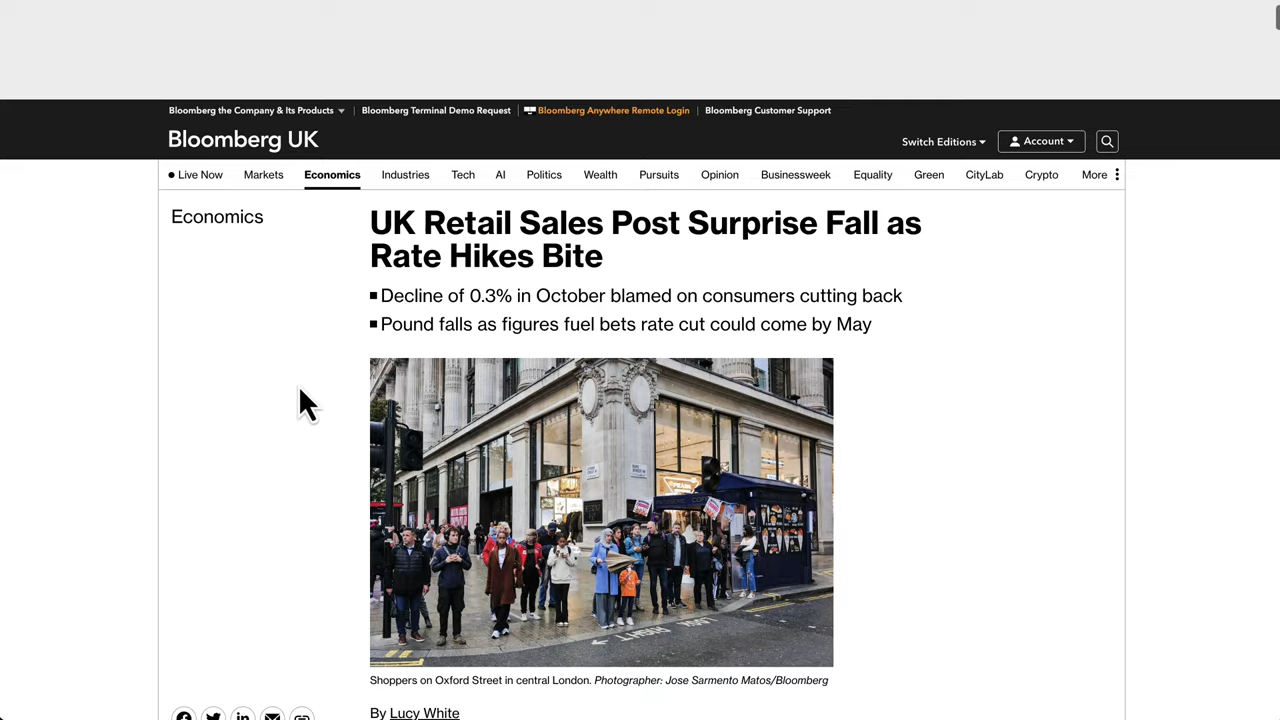 Bloomberg the Company & Its Products
Bloomberg Terminal Demo Request
Bloomberg Anywhere Remote Login
Bloomberg Customer Support
Bloomberg UK
Switch Editions
Account
Live Now
Markets
Economics
Industries
Tech
AI
Politics
Wealth
Pursuits
Opinion
Businessweek
Equality
Green
CityLab
Crypto
More
Economics
UK Retail Sales Post Surprise Fall as
Rate Hikes Bite
Decline of 0.3% in October blamed on consumers cutting back
Pound falls as figures fuel bets rate cut could come by May
LOOK RIGHT
Shoppers on Oxford Street in central London. Photographer: Jose Sarmento Matos/Bloomberg
By Lucy White